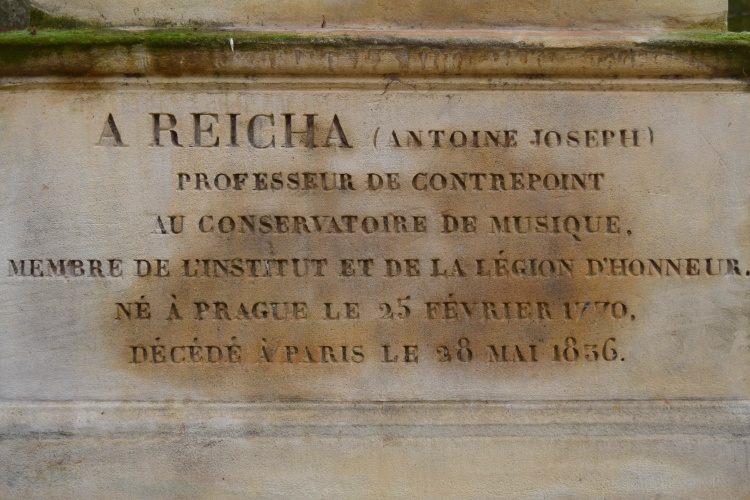 A REICHA (ANTOINE JOSEPH)
PROFESSEUR DE CONTREPOINT
AU CONSERVATOIRE DE MUSIQUE,
MEMBRE DE L'INSTITUT ET DE LA LÉGION D'HONNEUR.
NÉ À PRAGUE LE 25 FÉVRIER 1770,
DÉCÉDÉ À PARIS LE 28 MAI 1836.